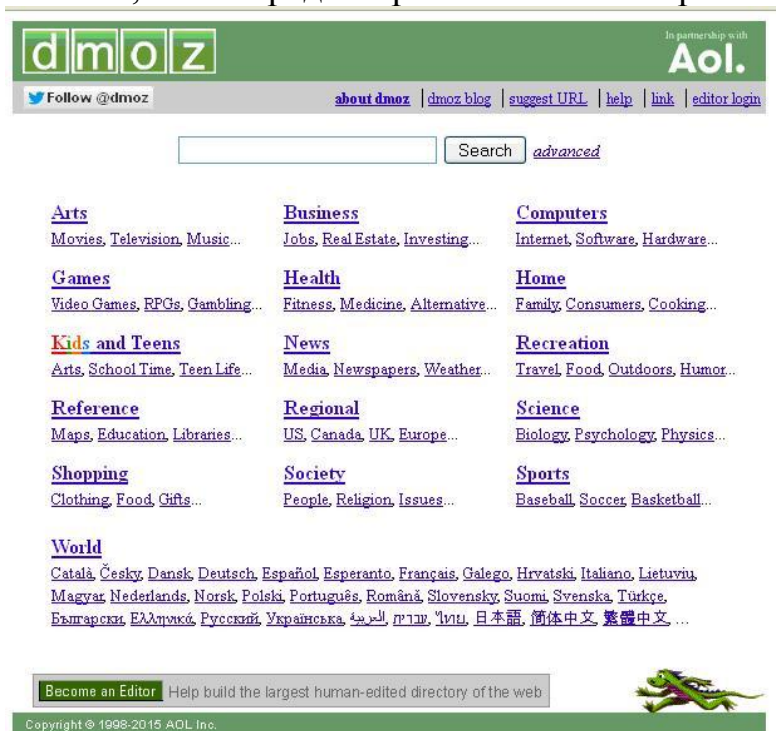 dmoz
In partnership with
Aol.
Follow @dmoz
about dmoz | dmoz blog | suggest URL | help | link | editor login
Search advanced
Arts
Movies, Television, Music...
Business
Jobs, Real Estate, Investing...
Computers
Internet, Software, Hardware...
Games
Video Games, RPGs, Gambling...
Health
Fitness, Medicine, Alternative...
Home
Family, Consumers, Cooking...
Kids and Teens
Arts, School Time, Teen Life...
News
Media, Newspapers, Weather...
Recreation
Travel, Food, Outdoors, Humor...
Reference
Maps, Education, Libraries...
Regional
US, Canada, UK, Europe...
Science
Biology, Psychology, Physics...
Shopping
Clothing, Food, Gifts...
Society
People, Religion, Issues...
Sports
Baseball, Soccer, Basketball...
World
Català, Česky, Dansk, Deutsch, Español, Esperanto, Français, Galego, Hrvatski, Italiano, Lietuvių,
Magyar, Nederlands, Norsk, Polski, Português, Română, Slovensky, Suomi, Svenska, Türkçe,
Български, Ελληνικά, Русский, Українська, العربية, עברית, ไทย, 日本語, 简体中文, 繁體中文, ...
Become an Editor Help build the largest human-edited directory of the web
Copyright © 1998-2015 AOL Inc.